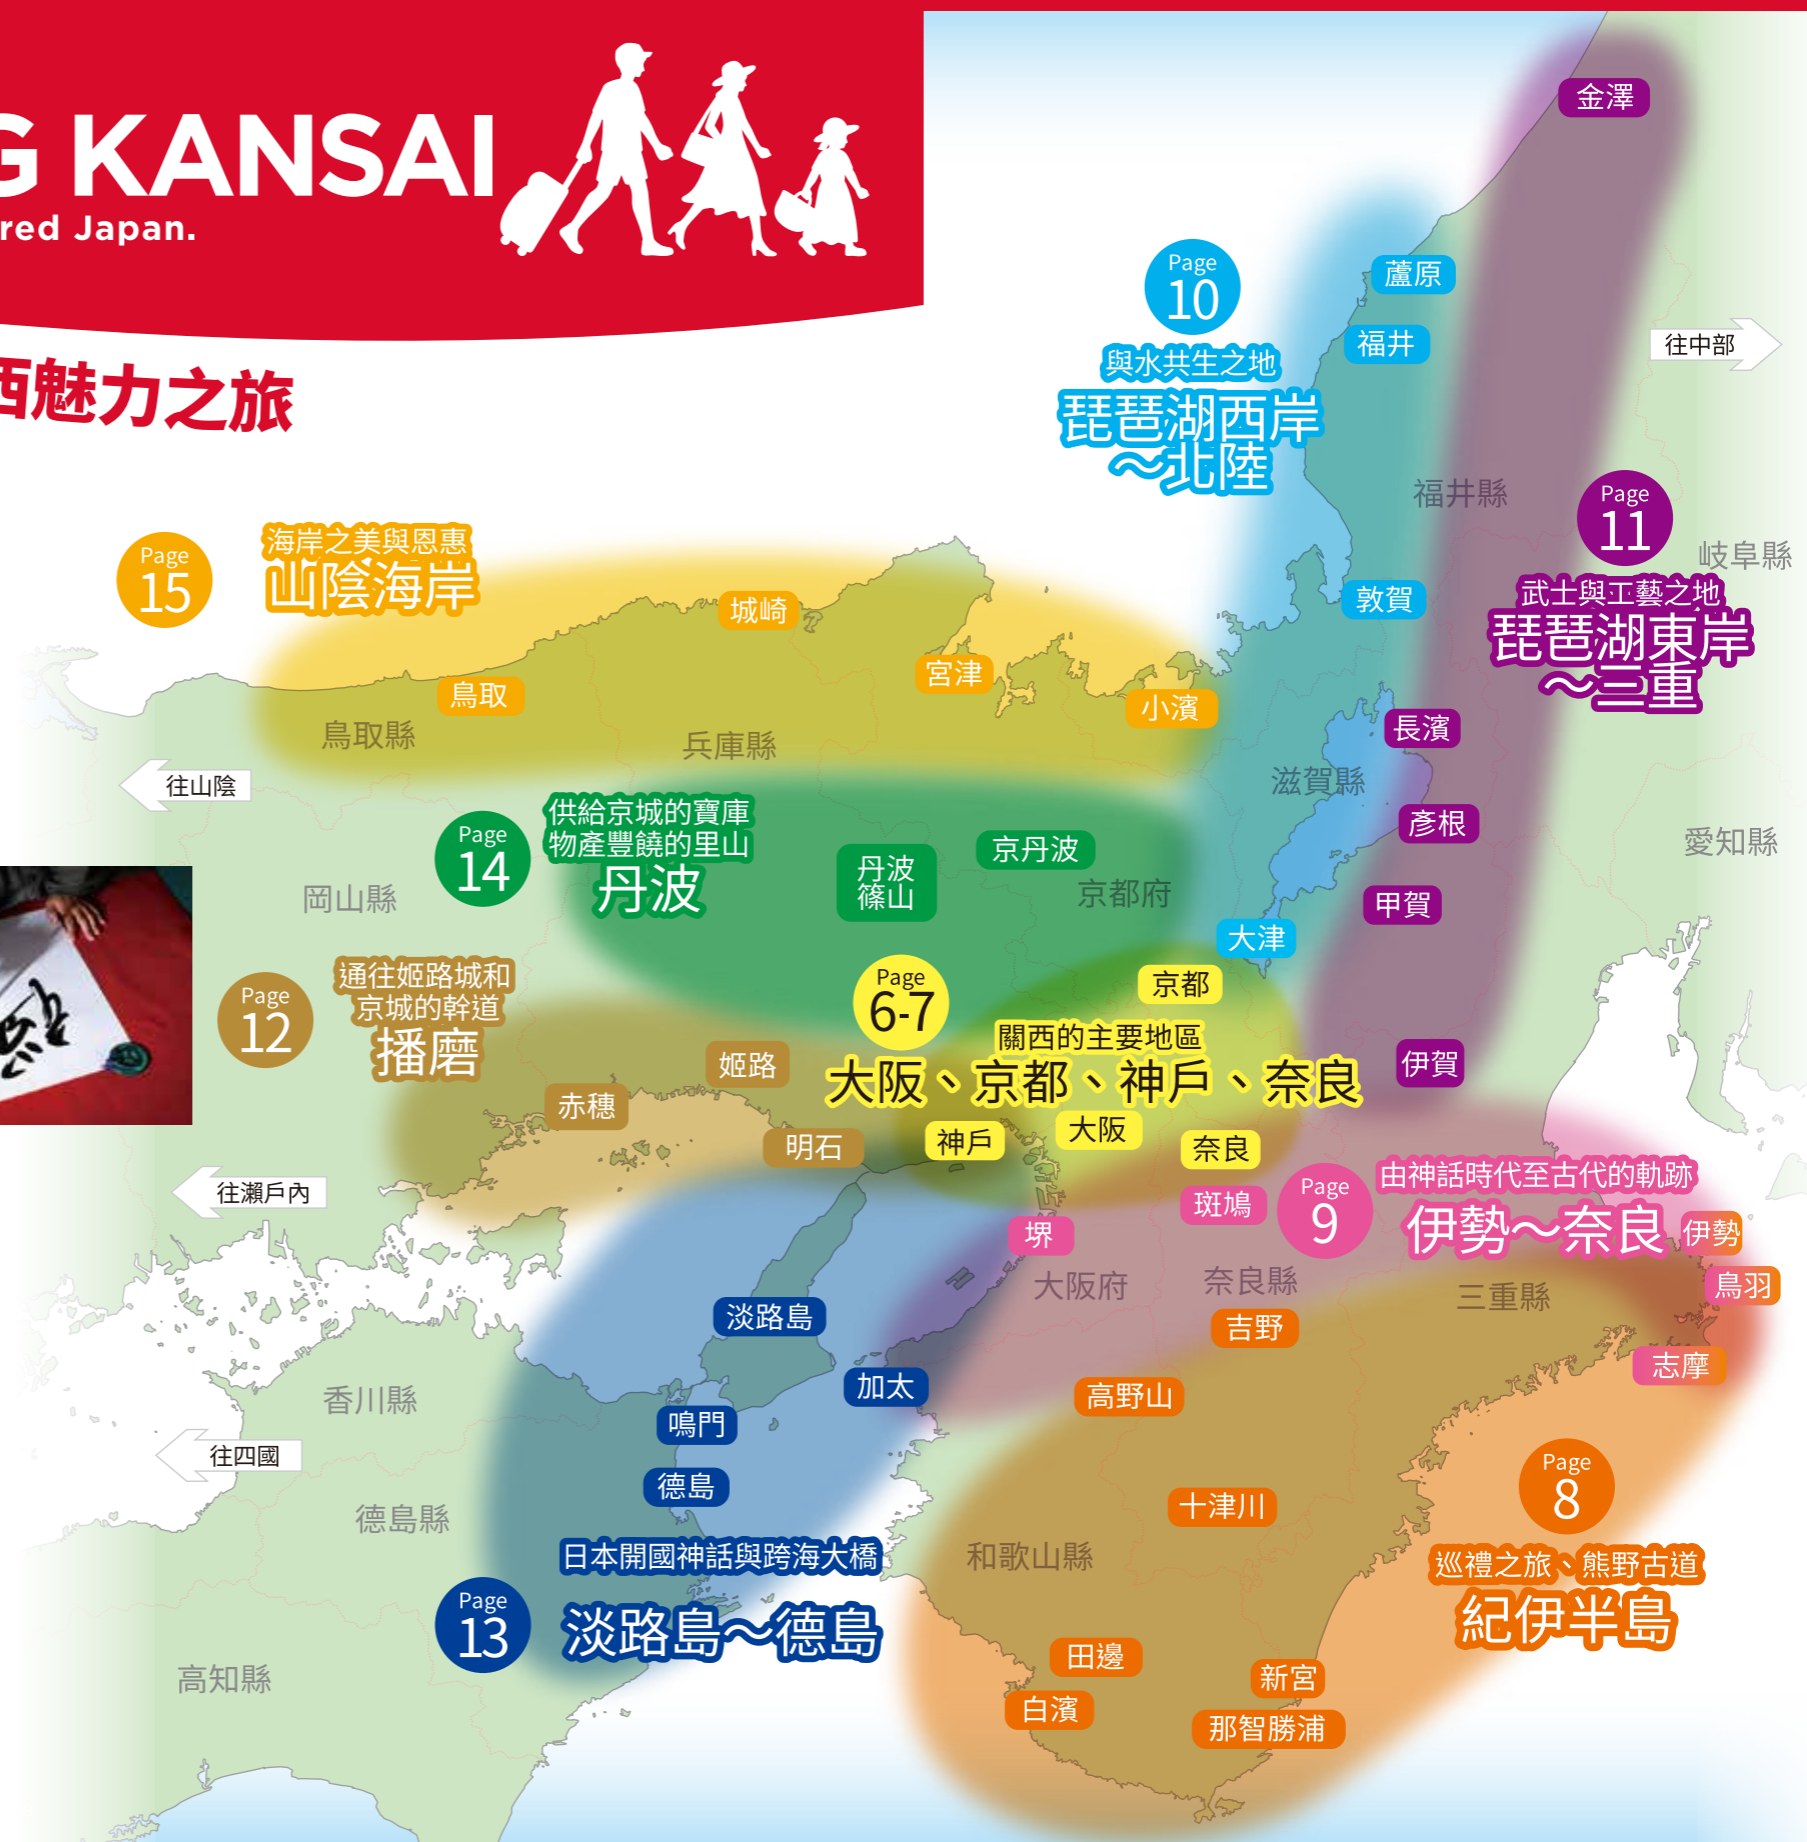 G KANSAI
red Japan.
西魅力之旅
金澤
Page
10
與水共生之地
琵琶湖西岸
～北陸
蘆原
福井
往中部
福井縣
Page
11
岐阜縣
武士與工藝之地
琵琶湖東岸
～三重
敦賀
Page
15
海岸之美與恩惠
山陰海岸
城崎
宮津
鳥取
小濱
鳥取縣
兵庫縣
長濱
滋賀縣
彥根
愛知縣
往山陰
Page
14
供給京城的寶庫
物產豐饒的里山
丹波
丹波
篠山
京丹波
京都府
岡山縣
甲賀
大津
Page
12
通往姬路城和
京城的幹道
播磨
姬路
赤穗
明石
Page
6-7
京都
關西的主要地區
大阪、京都、神戶、奈良
伊賀
神戶
大阪
奈良
往瀨戶內
斑鳩
Page
9
由神話時代至古代的軌跡
伊勢～奈良
伊勢
堺
大阪府
奈良縣
三重縣
鳥羽
淡路島
吉野
志摩
加太
高野山
香川縣
鳴門
往四國
德島
德島縣
十津川
Page
8
巡禮之旅、熊野古道
紀伊半島
和歌山縣
日本開國神話與跨海大橋
Page
13
淡路島～德島
高知縣
田邊
白濱
新宮
那智勝浦